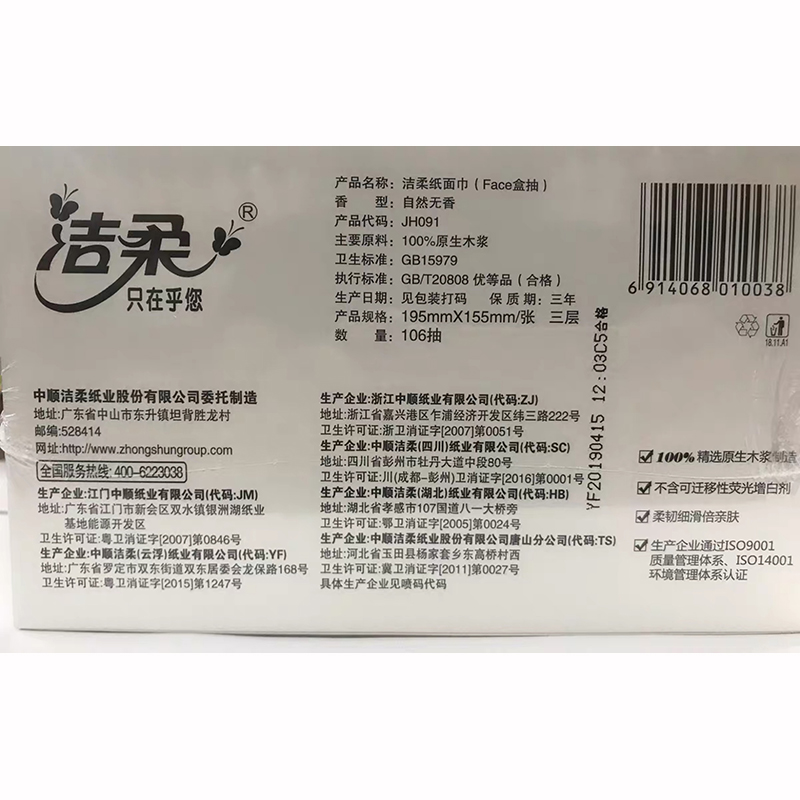 洁柔®
只在乎您
产品名称: 洁柔纸面巾(Face盒抽)
香 型: 自然无香
产品代码: JH091
主要原料: 100%原生木浆
卫生标准: GB15979
执行标准: GB/T20808 优等品(合格)
生产日期: 见包装打码 保质期: 三年
产品规格: 195mmX155mm/张 三层
数 量: 106抽
6 914068 010038
18.11.A1
中顺洁柔纸业股份有限公司委托制造
地址:广东省中山市东升镇坦背胜龙村
邮编:528414
网址:http://www.zhongshungroup.com
全国服务热线: 400-6223038
生产企业:江门中顺纸业有限公司(代码:JM)
地址:广东省江门市新会区双水镇银洲湖纸业
基地能源开发区
卫生许可证:粤卫消证字[2007]第0846号
生产企业:中顺洁柔(云浮)纸业有限公司(代码:YF)
地址:广东省罗定市双东街道双东居委会龙保路168号
卫生许可证:粤卫消证字[2015]第1247号
生产企业:浙江中顺纸业有限公司(代码:ZJ)
地址:浙江省嘉兴港区乍浦经济开发区纬三路222号
卫生许可证:浙卫消证字[2007]第0051号
生产企业:中顺洁柔(四川)纸业有限公司(代码:SC)
地址:四川省彭州市牡丹大道中段80号
卫生许可证:川(成都-彭州)卫消证字[2016]第0001号
生产企业:中顺洁柔(湖北)纸业有限公司(代码:HB)
地址:湖北省孝感市107国道八一大桥旁
卫生许可证:鄂卫消证字[2005]第0024号
生产企业:中顺洁柔纸业股份有限公司唐山分公司(代码:TS)
地址:河北省玉田县杨家套乡东高桥村西
卫生许可证:冀卫消证字[2011]第0027号
具体生产企业见喷码代码
YF20190415 12:03C5合格
100%精选原生木浆制造
不含可迁移性荧光增白剂
柔韧细滑倍亲肤
生产企业通过ISO9001
质量管理体系、ISO14001
环境管理体系认证